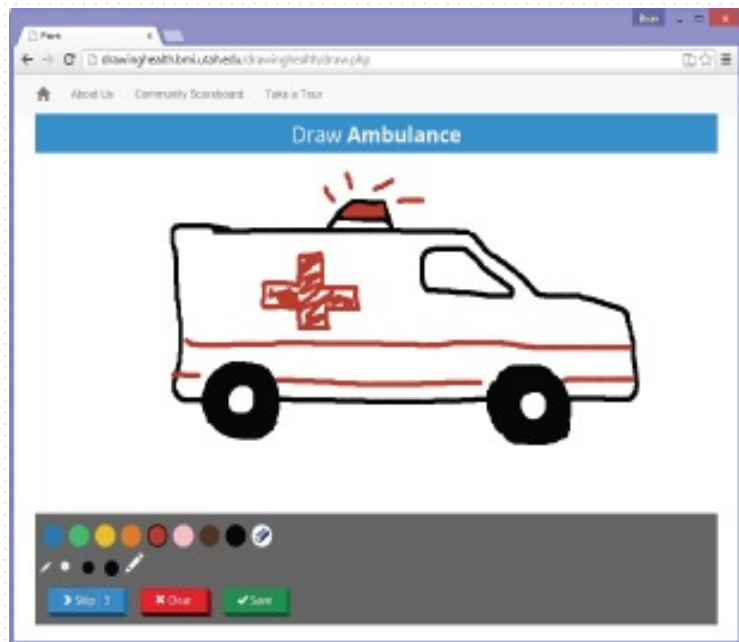 Paint
drawinghealth.bmi.utah.edu/drawinghealth/draw.php
About Us Community Scoreboard Take a Tour
Draw Ambulance
Skip 3
Clear
Save